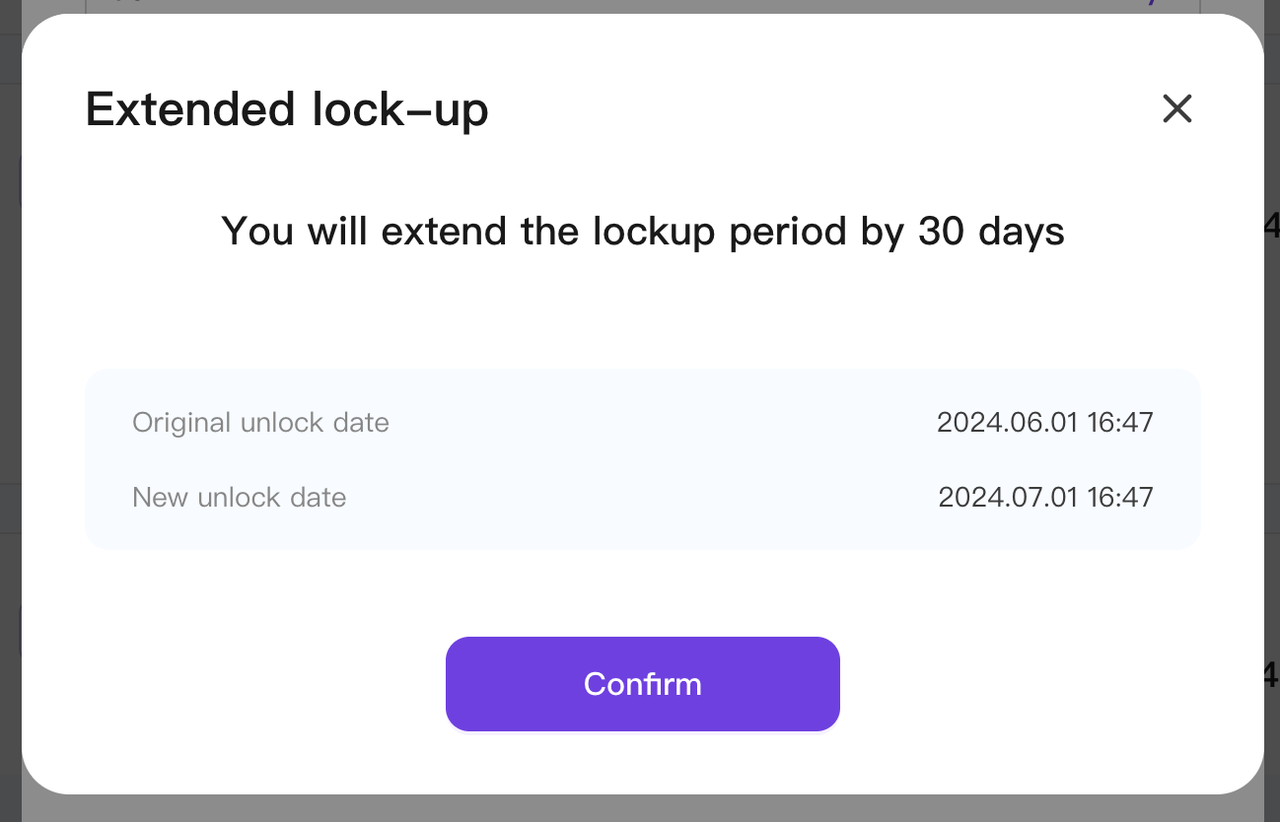 Extended lock-up
You will extend the lockup period by 30 days
Original unlock date 2024.06.01 16:47
New unlock date 2024.07.01 16:47
Confirm